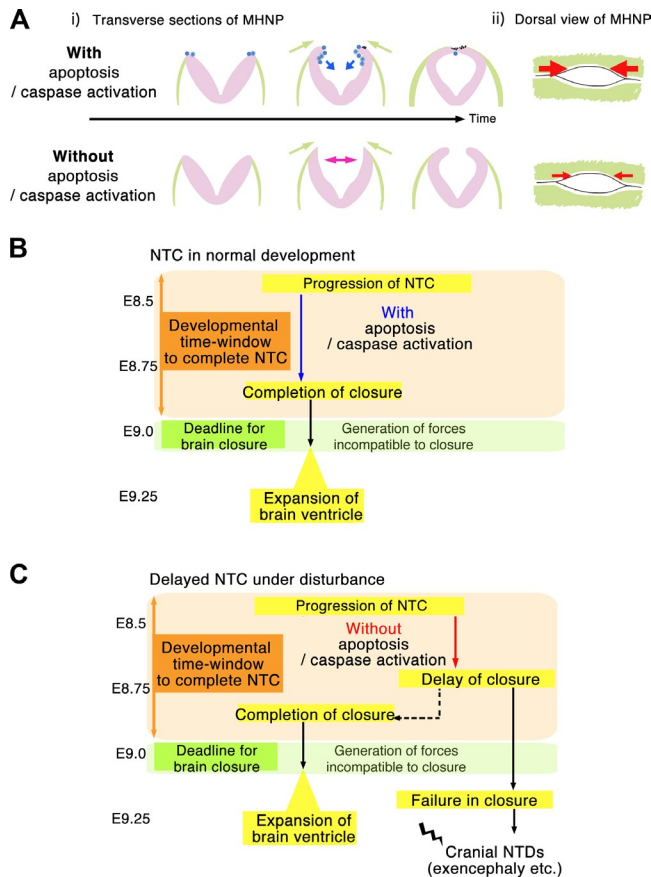 A
i) Transverse sections of MHNP
ii) Dorsal view of MHNP
With
apoptosis
/ caspase activation
Time
Without
apoptosis
/ caspase activation
B
NTC in normal development
Progression of NTC
E8.5
With
apoptosis
/ caspase activation
Developmental
time-window
to complete NTC
E8.75
Completion of closure
E9.0
Deadline for
brain closure
Generation of forces
incompatible to closure
E9.25
Expansion of
brain ventricle
C
Delayed NTC under disturbance
Progression of NTC
E8.5
Without
apoptosis
/ caspase activation
Developmental
time-window
to complete NTC
E8.75
Delay of closure
Completion of closure
E9.0
Deadline for
brain closure
Generation of forces
incompatible to closure
Failure in closure
E9.25
Expansion of
brain ventricle
Cranial NTDs
(exencephaly etc.)